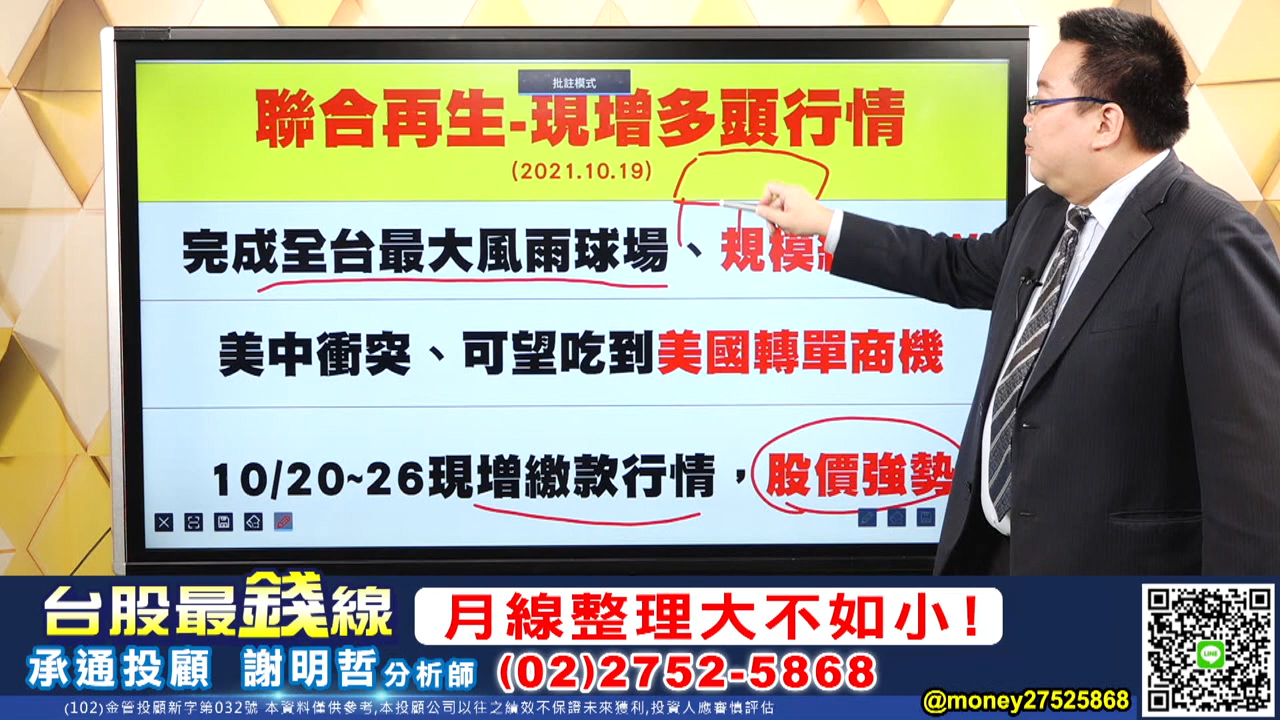 批註模式
聯合再生-現增多頭行情
(2021.10.19)
完成全台最大風雨球場、規模
美中衝突、可望吃到美國轉單商機
10/20~26現增繳款行情，股價強勢
台股最錢線
月線整理大不如小!
承通投顧 謝明哲分析師 (02)2752-5868
(102)金管投顧新字第032號 本資料僅供參考,本投顧公司以往之績效不保證未來獲利,投資人應審慎評估
LINE
@money27525868